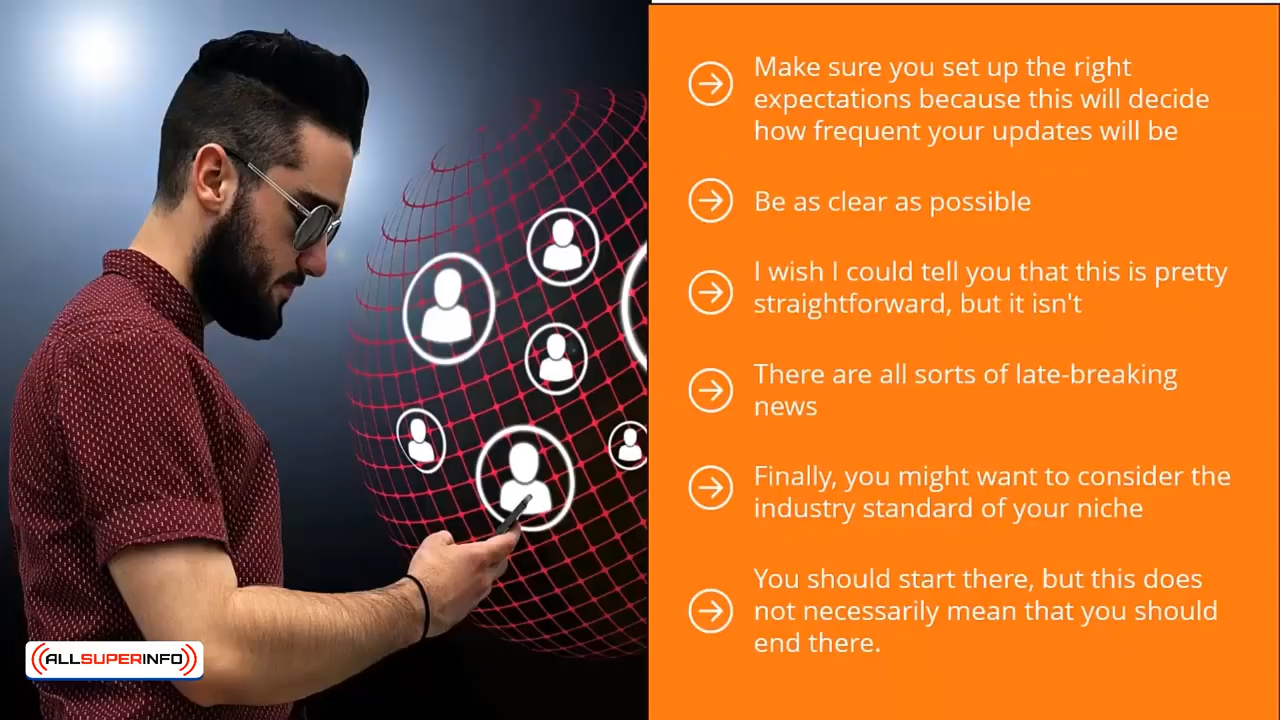 Make sure you set up the right
expectations because this will decide
how frequent your updates will be
Be as clear as possible
I wish I could tell you that this is pretty
straightforward, but it isn't
There are all sorts of late-breaking
news
Finally, you might want to consider the
industry standard of your niche
You should start there, but this does
not necessarily mean that you should
end there.
ALLSUPERINFO